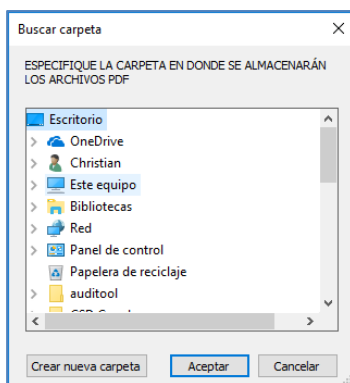 Buscar carpeta
ESPECIFIQUE LA CARPETA EN DONDE SE ALMACENARÁN
LOS ARCHIVOS PDF
Escritorio
OneDrive
Christian
Este equipo
Bibliotecas
Red
Panel de control
Papelera de reciclaje
auditool
Crear nueva carpeta Aceptar Cancelar